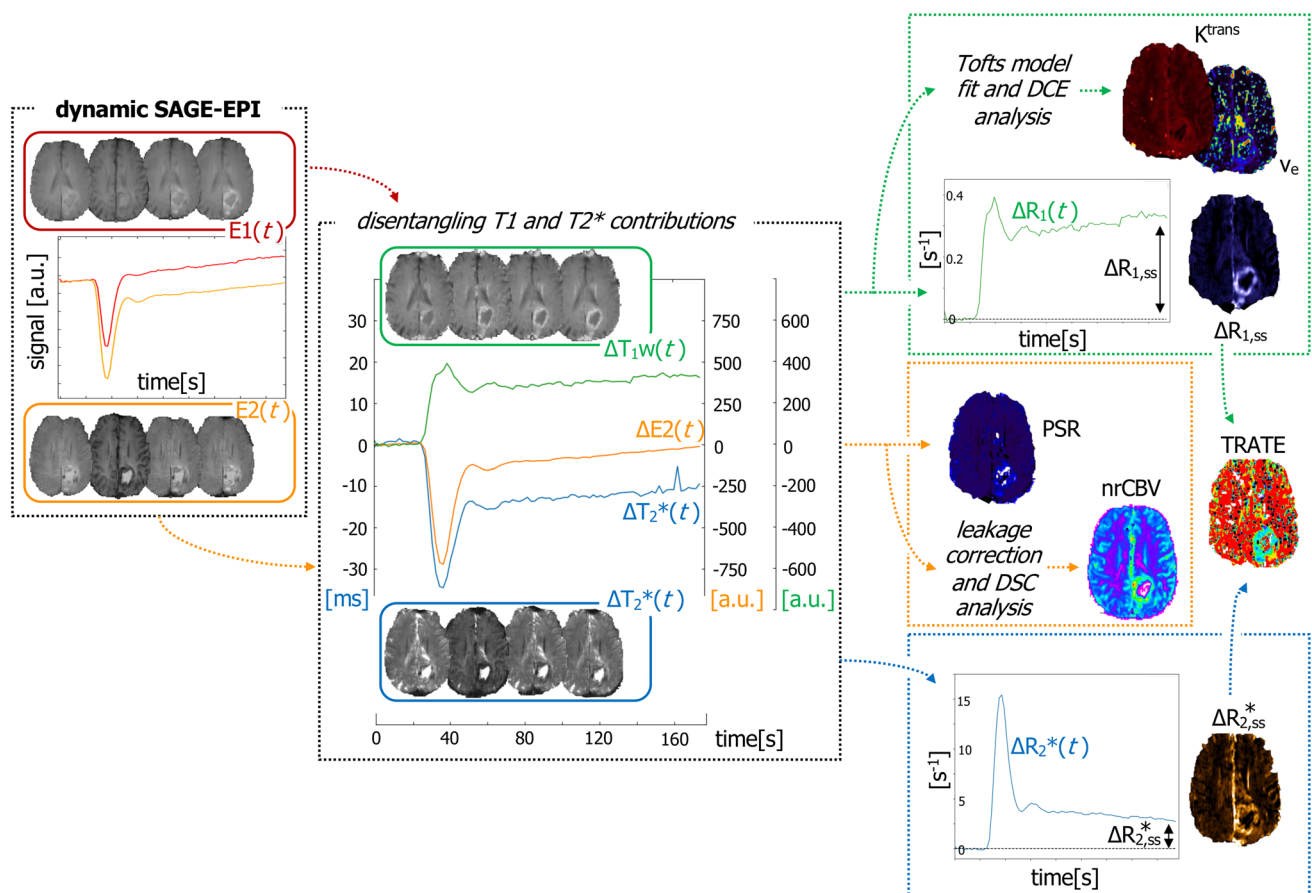 dynamic SAGE-EPI
E1(t)
signal [a.u.]
time[s]
E2(t)
disentangling T1 and T2* contributions
ΔT₁w(t)
30
20
10
0
-10
-20
-30
[ms]
750
500
250
0
-250
-500
-750
[a.u.]
600
400
200
0
-200
-400
-600
[a.u.]
ΔE2(t)
ΔT₂*(t)
ΔT₂*(t)
0 40 80 120 160
time[s]
Tofts model
fit and DCE
analysis
Kᵗʳᵃⁿˢ
vₑ
0.4
0.2
0
[s⁻¹]
ΔR₁(t)
ΔR₁,ss
time[s]
ΔR₁,ss
PSR
leakage
correction
and DSC
analysis
nrCBV
TRATE
15
10
5
0
[s⁻¹]
ΔR₂*(t)
ΔR₂,ss*
time[s]
ΔR₂,ss*